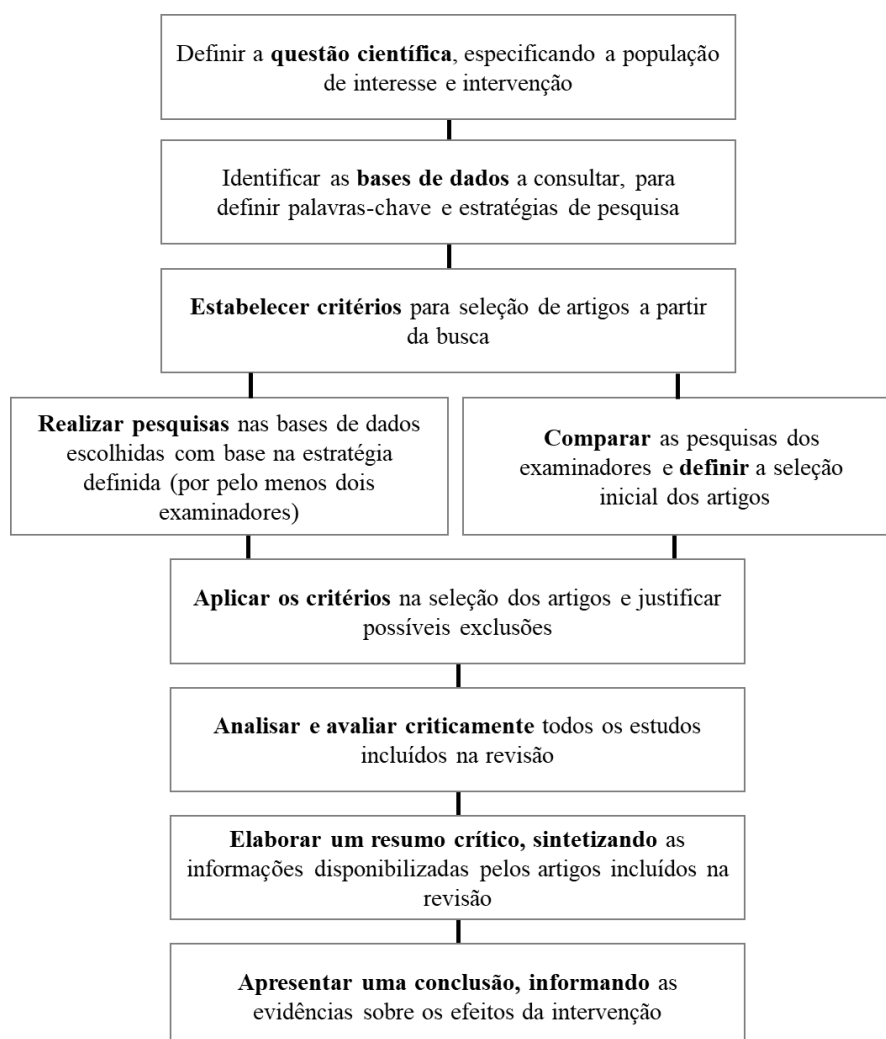 Definir a questão científica, especificando a população
de interesse e intervenção
Identificar as bases de dados a consultar, para
definir palavras-chave e estratégias de pesquisa
Estabelecer critérios para seleção de artigos a partir
da busca
Realizar pesquisas nas bases de dados
escolhidas com base na estratégia
definida (por pelo menos dois
examinadores)
Comparar as pesquisas dos
examinadores e definir a seleção
inicial dos artigos
Aplicar os critérios na seleção dos artigos e justificar
possíveis exclusões
Analisar e avaliar criticamente todos os estudos
incluídos na revisão
Elaborar um resumo crítico, sintetizando as
informações disponibilizadas pelos artigos incluídos na
revisão
Apresentar uma conclusão, informando as
evidências sobre os efeitos da intervenção